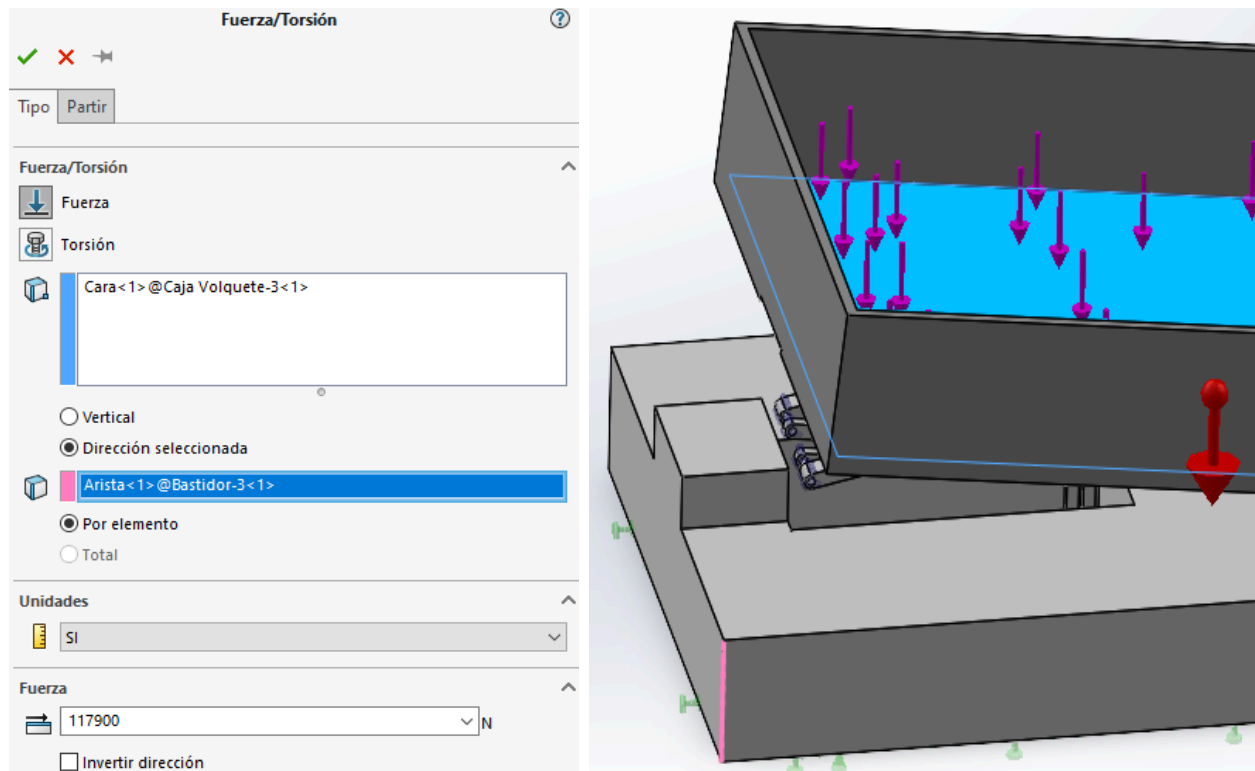 Fuerza/Torsión
?
Tipo Partir
Fuerza/Torsión
Fuerza
Torsión
Cara<1>@Caja Volquete-3<1>
Vertical
Dirección seleccionada
Arista<1>@Bastidor-3<1>
Por elemento
Total
Unidades
SI
Fuerza
117900 N
Invertir dirección